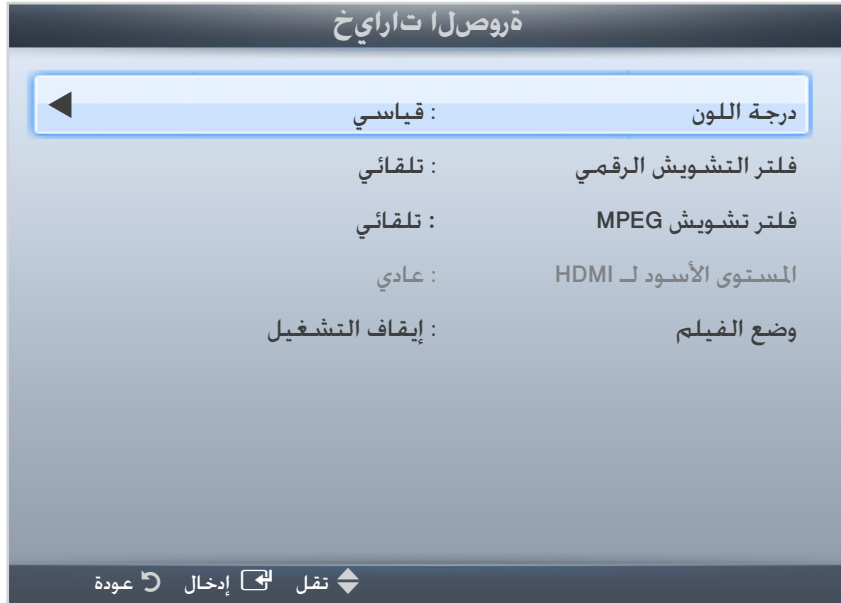 ةروصلا تارايخ
درجة اللون : قياسي
فلتر التشويش الرقمي : تلقائي
فلتر تشويش MPEG : تلقائي
المستوى الأسود لـ HDMI : عادي
وضع الفيلم : إيقاف التشغيل
تقل إدخال عودة